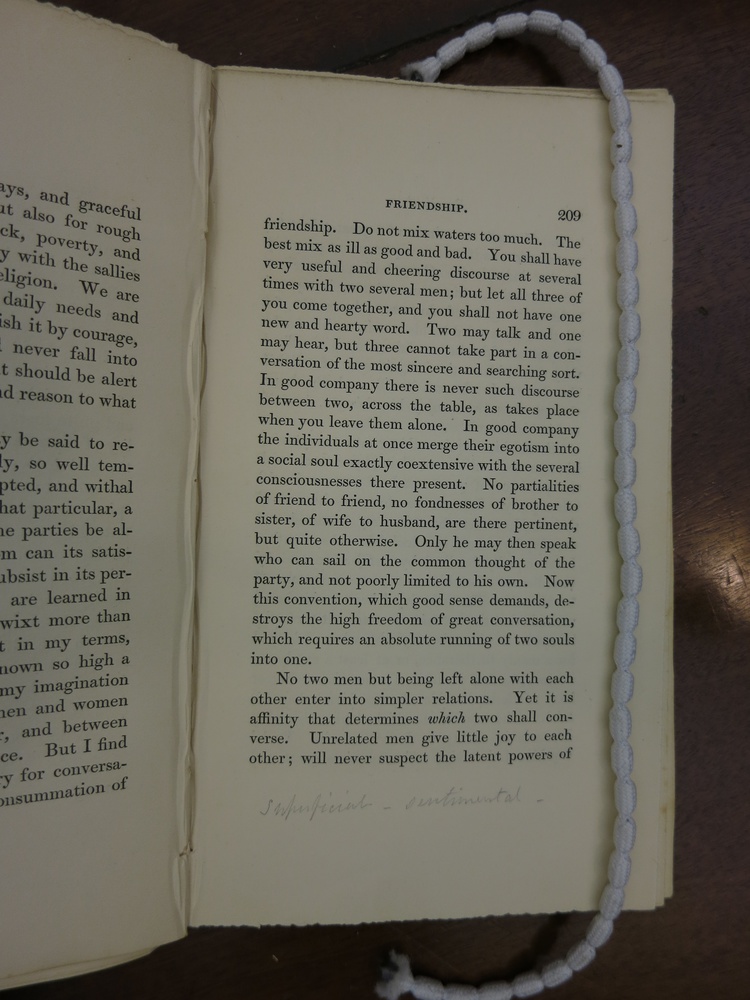 ays, and graceful
ut also for rough
ck, poverty, and
y with the sallies
eligion. We are
daily needs and
ish it by courage,
never fall into
t should be alert
nd reason to what
y be said to re-
ly, so well tem-
pted, and withal
hat particular, a
ne parties be al-
m can its satis-
ubsist in its per-
are learned in
twixt more than
t in my terms,
nown so high a
my imagination
men and women
r, and between
ce. But I find
ry for conversa-
onsummation of
FRIENDSHIP. 209
friendship. Do not mix waters too much. The
best mix as ill as good and bad. You shall have
very useful and cheering discourse at several
times with two several men; but let all three of
you come together, and you shall not have one
new and hearty word. Two may talk and one
may hear, but three cannot take part in a con-
versation of the most sincere and searching sort.
In good company there is never such discourse
between two, across the table, as takes place
when you leave them alone. In good company
the individuals at once merge their egotism into
a social soul exactly coextensive with the several
consciousnesses there present. No partialities
of friend to friend, no fondnesses of brother to
sister, of wife to husband, are there pertinent,
but quite otherwise. Only he may then speak
who can sail on the common thought of the
party, and not poorly limited to his own. Now
this convention, which good sense demands, de-
stroys the high freedom of great conversation,
which requires an absolute running of two souls
into one.
No two men but being left alone with each
other enter into simpler relations. Yet it is
affinity that determines which two shall con-
verse. Unrelated men give little joy to each
other; will never suspect the latent powers of
Superficial - sentimental -